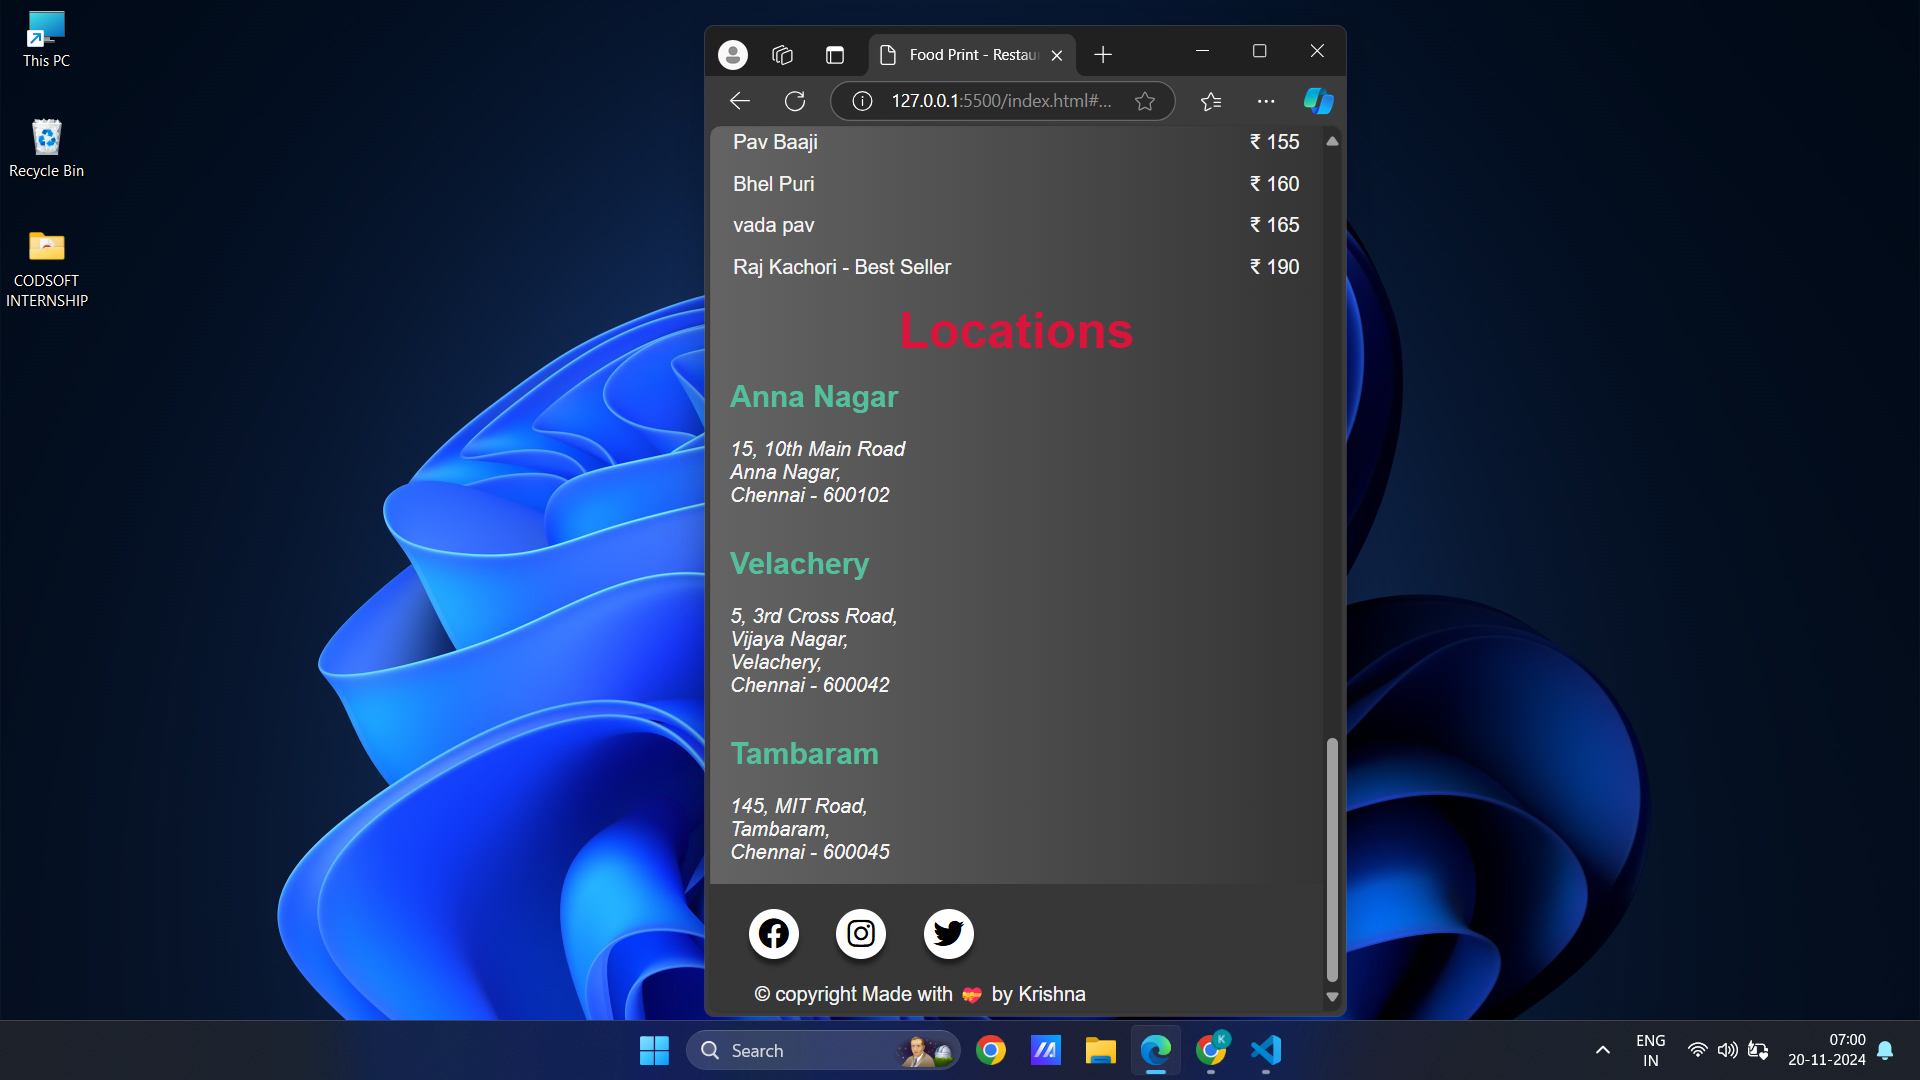 This PC
Recycle Bin
CODSOFT
INTERNSHIP
Food Print - Restau
127.0.0.1:5500/index.html#...
Pav Baaji ₹ 155
Bhel Puri ₹ 160
vada pav ₹ 165
Raj Kachori - Best Seller ₹ 190
Locations
Anna Nagar
15, 10th Main Road
Anna Nagar,
Chennai - 600102
Velachery
5, 3rd Cross Road,
Vijaya Nagar,
Velachery,
Chennai - 600042
Tambaram
145, MIT Road,
Tambaram,
Chennai - 600045
© copyright Made with 💝 by Krishna
Search
K
ENG
IN
07:00
20-11-2024